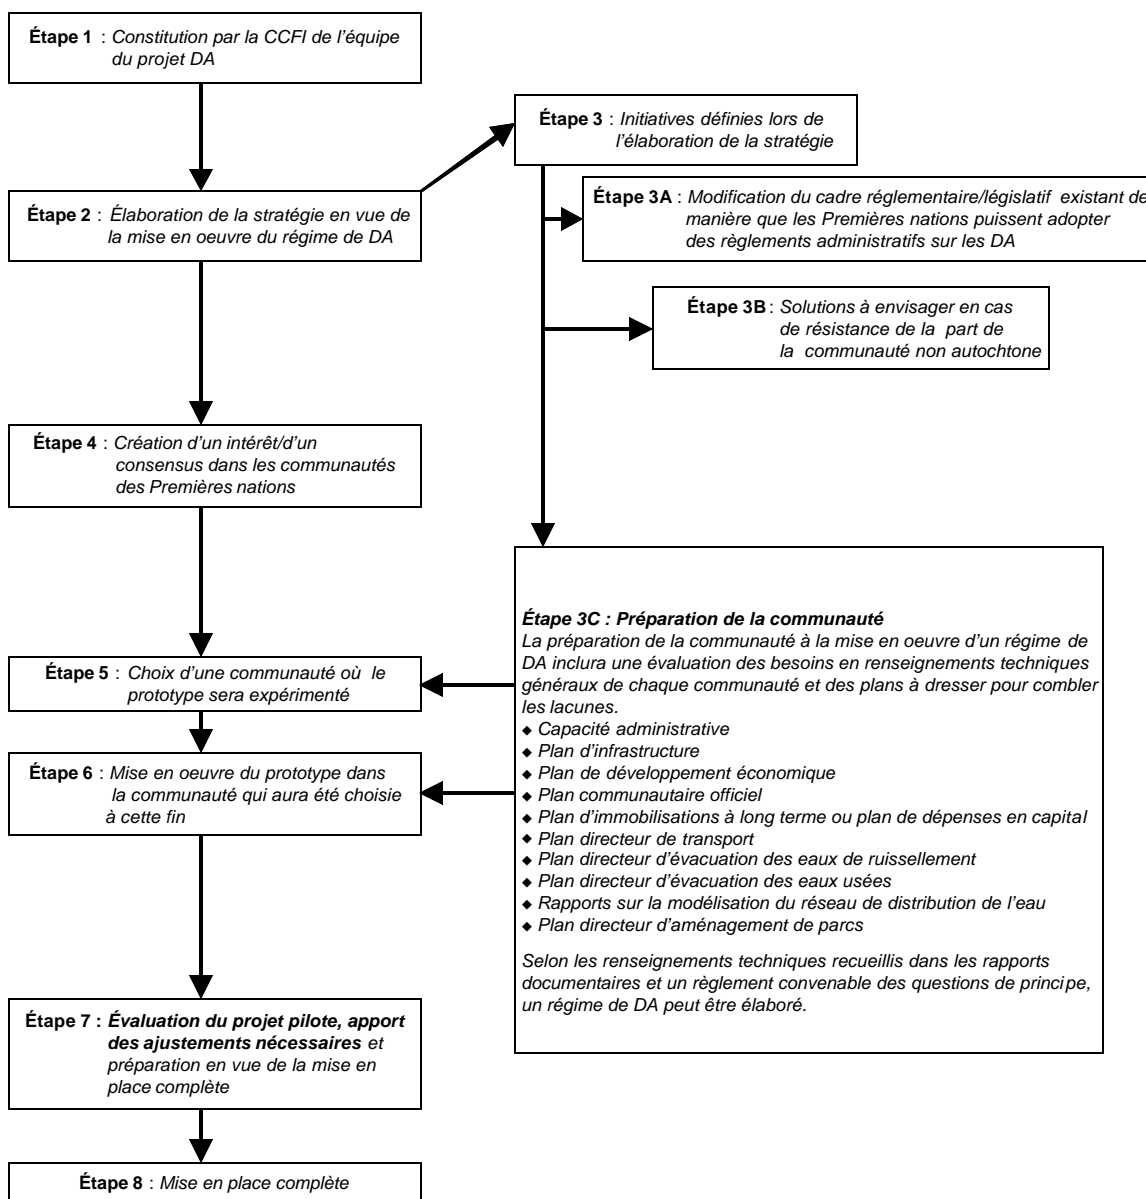 Étape 1 : Constitution par la CCFI de l'équipe
du projet DA
Étape 2 : Élaboration de la stratégie en vue de
la mise en oeuvre du régime de DA
Étape 3 : Initiatives définies lors de
l'élaboration de la stratégie
Étape 3A : Modification du cadre réglementaire/législatif existant de
manière que les Premières nations puissent adopter
des règlements administratifs sur les DA
Étape 3B : Solutions à envisager en cas
de résistance de la part de
la communauté non autochtone
Étape 4 : Création d'un intérêt/d'un
consensus dans les communautés
des Premières nations
Étape 3C : Préparation de la communauté
La préparation de la communauté à la mise en oeuvre d'un régime de
DA inclura une évaluation des besoins en renseignements techniques
généraux de chaque communauté et des plans à dresser pour combler
les lacunes.
◆ Capacité administrative
◆ Plan d'infrastructure
◆ Plan de développement économique
◆ Plan communautaire officiel
◆ Plan d'immobilisations à long terme ou plan de dépenses en capital
◆ Plan directeur de transport
◆ Plan directeur d'évacuation des eaux de ruissellement
◆ Plan directeur d'évacuation des eaux usées
◆ Rapports sur la modélisation du réseau de distribution de l'eau
◆ Plan directeur d'aménagement de parcs
Selon les renseignements techniques recueillis dans les rapports
documentaires et un règlement convenable des questions de principe,
un régime de DA peut être élaboré.
Étape 5 : Choix d'une communauté où le
prototype sera expérimenté
Étape 6 : Mise en oeuvre du prototype dans
la communauté qui aura été choisie
à cette fin
Étape 7 : Évaluation du projet pilote, apport
des ajustements nécessaires et
préparation en vue de la mise en
place complète
Étape 8 : Mise en place complète